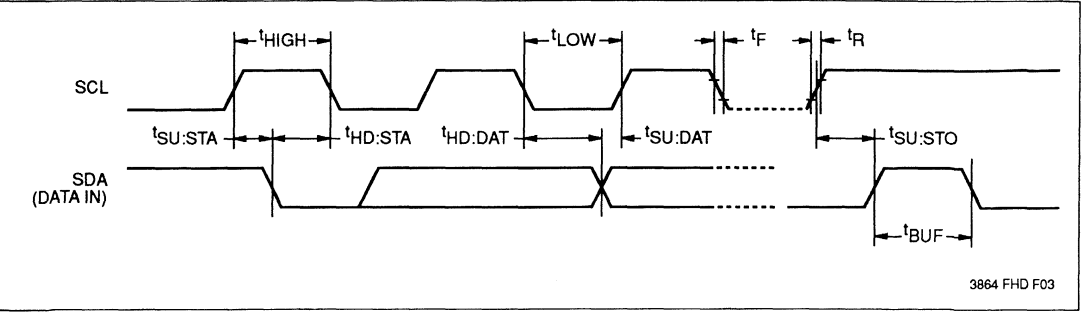 tHIGH
tLOW
tF
tR
SCL
tSU:STA
tHD:STA
tHD:DAT
tSU:DAT
tSU:STO
SDA
(DATA IN)
tBUF
3864 FHD F03